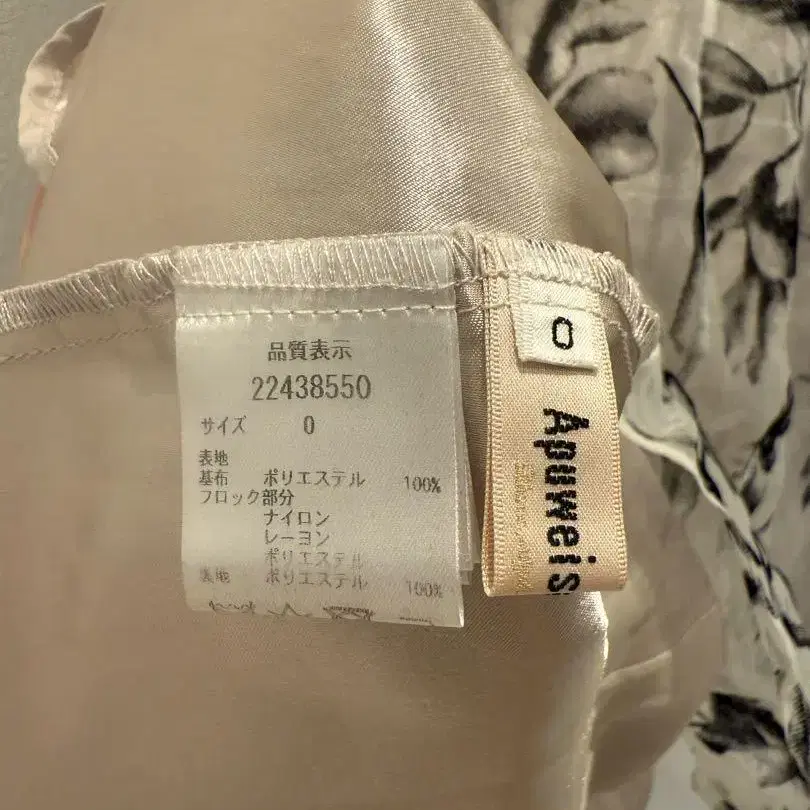 品質表示
22438550
サイズ 0
表地
基布 ポリエステル 100%
フロック部分
ナイロン
レーヨン
ポリエステル
裏地 ポリエステル 100%
0
Apuweis